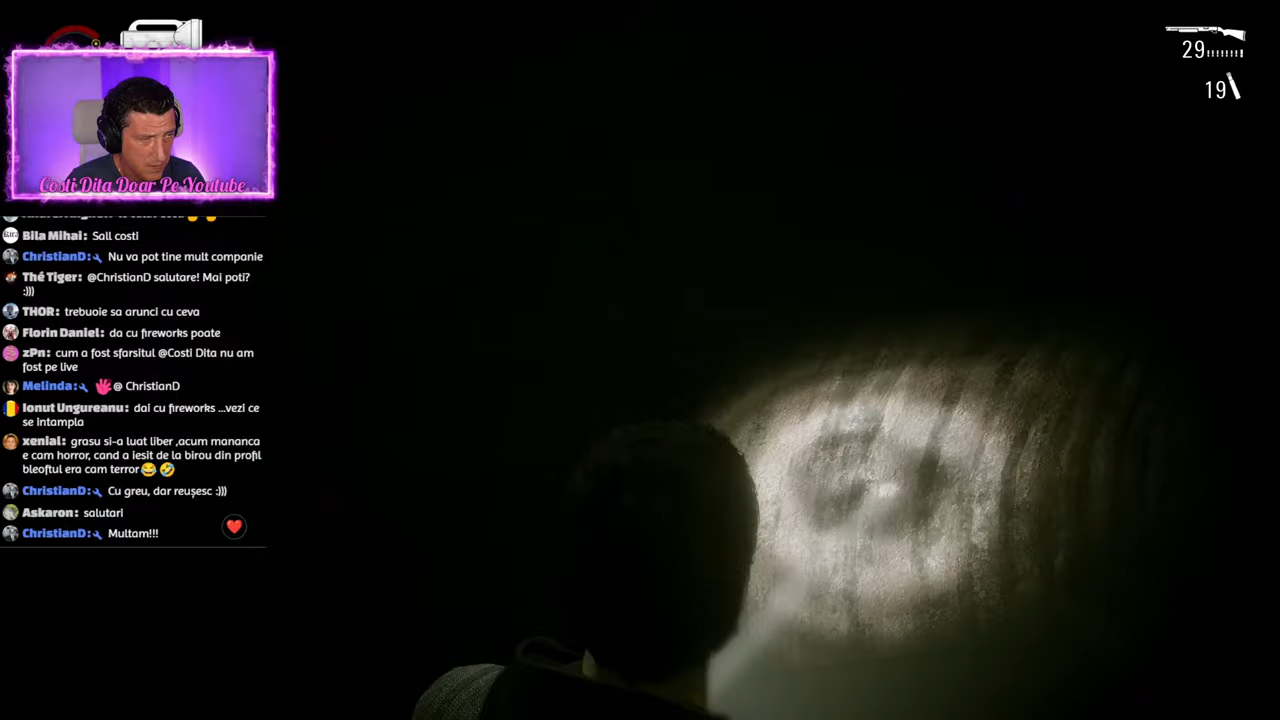 29
19
Costi Dita Doar Pe Youtube
Bila Mihai: Sall costi
ChristianD: Nu va pot tine mult companie
Thé Tiger: @ChristianD salutare! Mai poti?
:)))
THOR: trebuoie sa arunci cu ceva
Florin Daniel: da cu fireworks poate
zPn: cum a fost sfarsitul @Costi Dita nu am
fost pe live
Melinda: @ ChristianD
Ionut Ungureanu: dai cu fireworks ...vezi ce
se intampla
xenial: grasu si-a luat liber ,acum mananca
e cam horror, cand a iesit de la birou din profil
bleoftul era cam terror
ChristianD: Cu greu, dar reușesc :)))
Askaron: salutari
ChristianD: Multam!!!